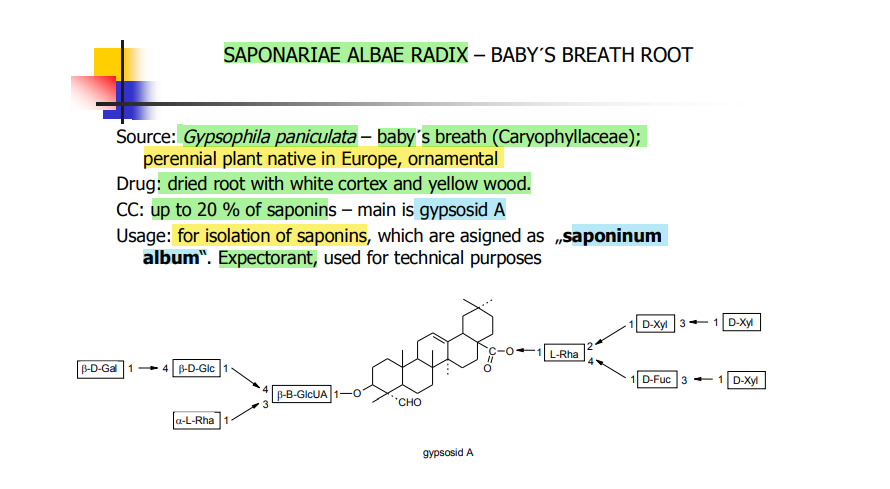 SAPONARIAE ALBAE RADIX – BABY´S BREATH ROOT
Source: Gypsophila paniculata – baby´s breath (Caryophyllaceae);
perennial plant native in Europe, ornamental
Drug: dried root with white cortex and yellow wood.
CC: up to 20 % of saponins – main is gypsosid A
Usage: for isolation of saponins, which are asigned as „saponinum
album“. Expectorant, used for technical purposes
1 D-Xyl 3 1 D-Xyl
β-D-Gal 1 4 β-D-Glc 1
C–O 1 L-Rha 2
O 4
4 β-B-GlcUA 1–O
3
1 D-Fuc 3 1 D-Xyl
CHO
α-L-Rha 1
gypsosid A